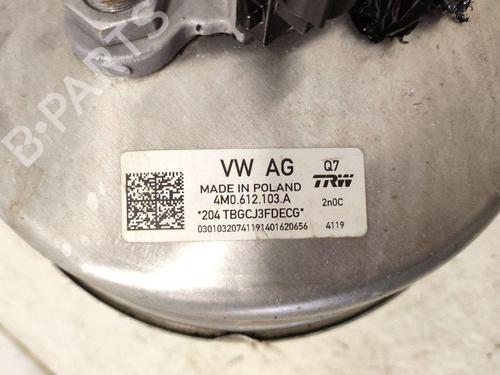 B-PARTS
VW AG
Q7
MADE IN POLAND
TRW
4M0.612.103.A
2n0C
*204 TBGCJ3FDECG*
03010320741191401620656
4119